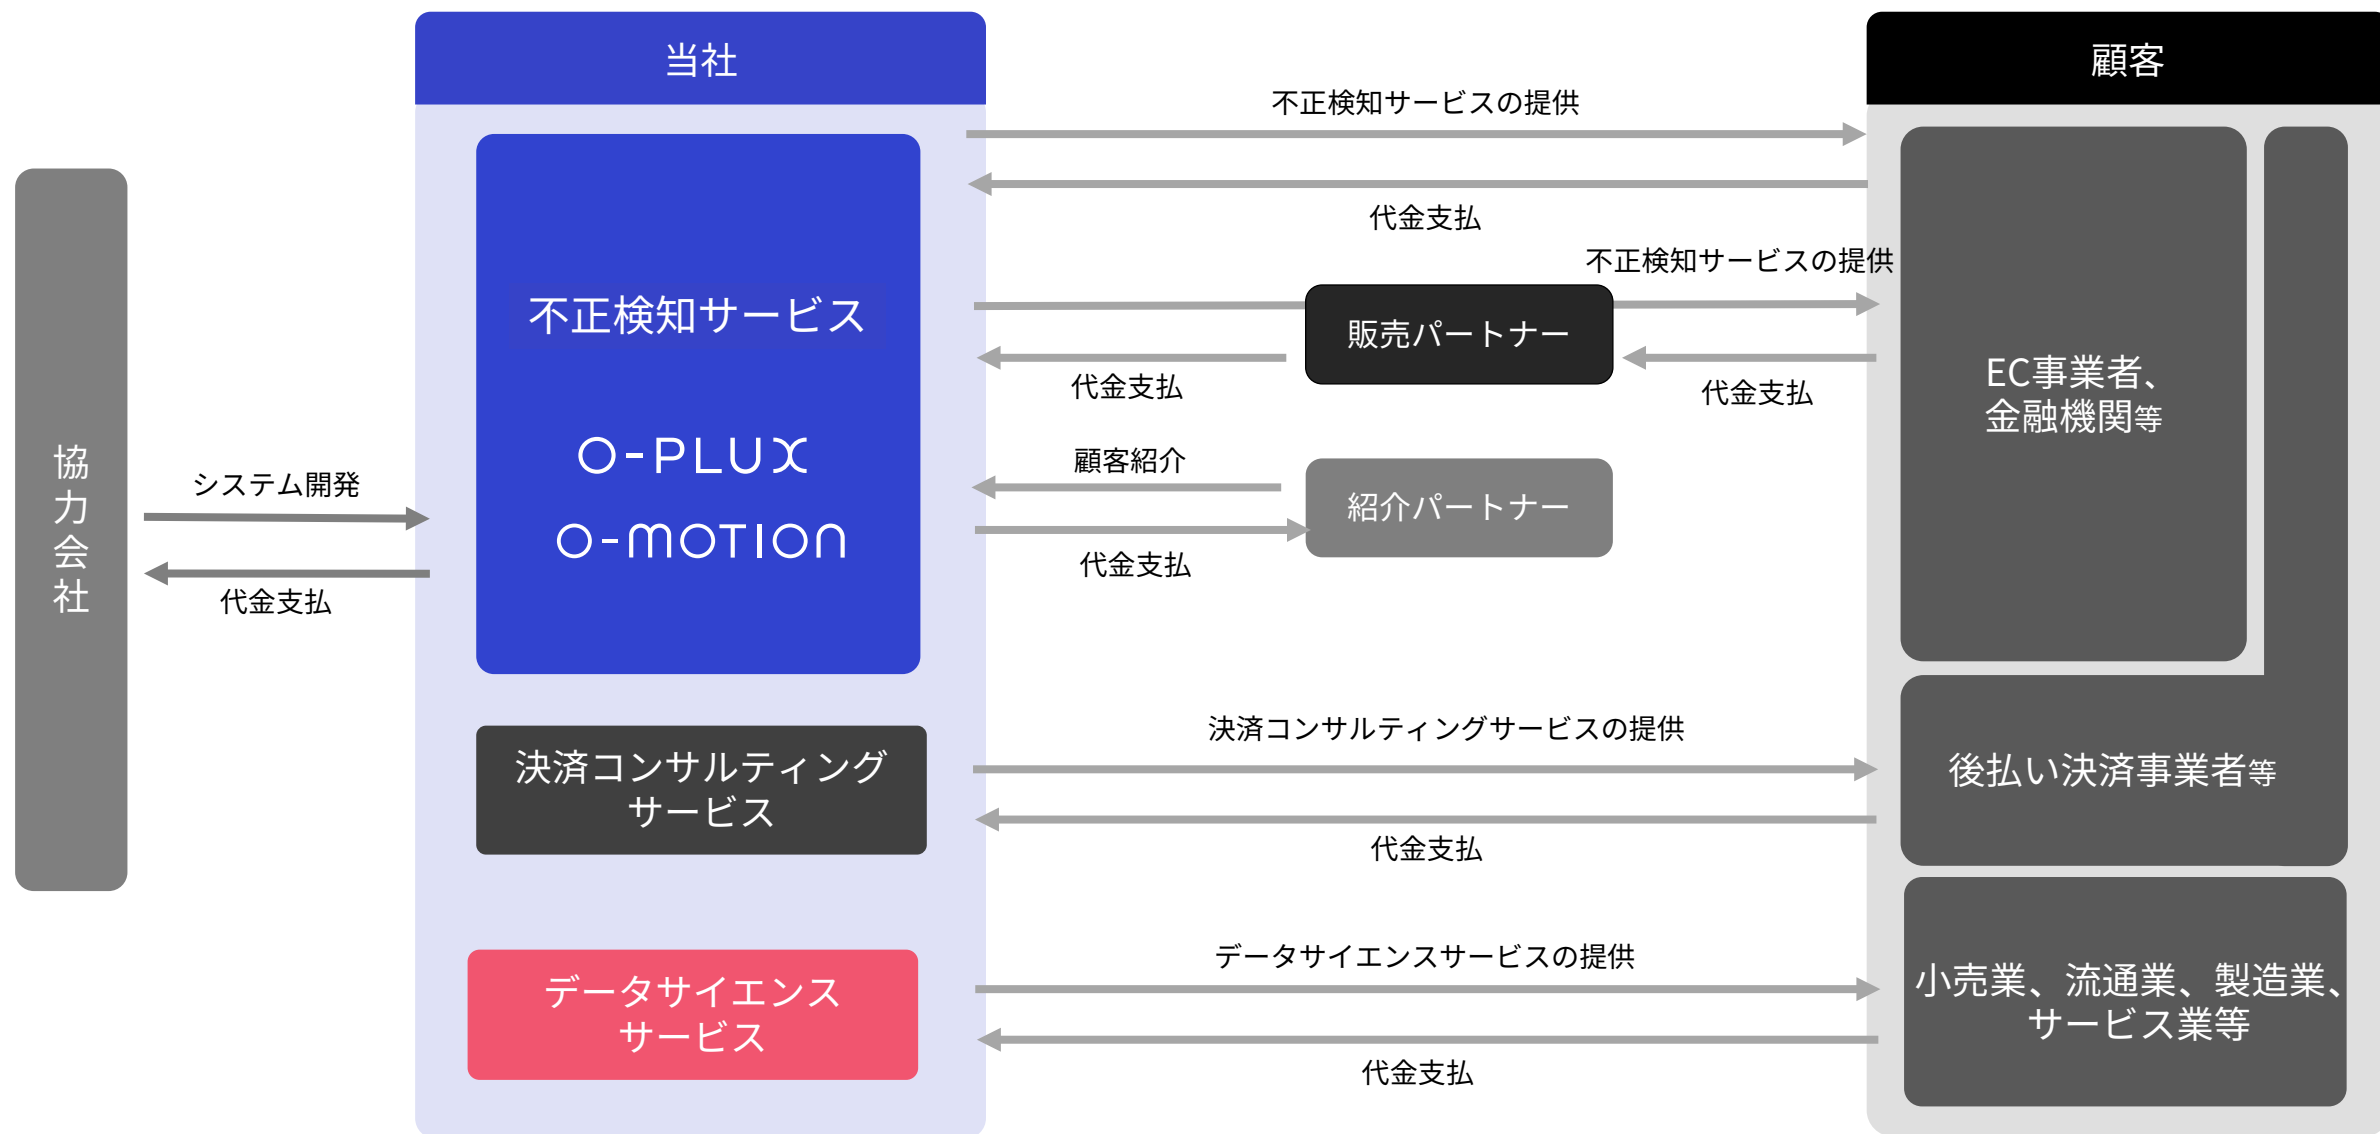 当社
顧客
不正検知サービスの提供
代金支払
不正検知サービスの提供
不正検知サービス
販売パートナー
代金支払
代金支払
EC事業者、
金融機関等
O-PLUX
顧客紹介
紹介パートナー
O-MOTION
代金支払
協力会社
システム開発
代金支払
決済コンサルティングサービスの提供
決済コンサルティング
サービス
後払い決済事業者等
代金支払
データサイエンスサービスの提供
データサイエンス
サービス
小売業、流通業、製造業、
サービス業等
代金支払